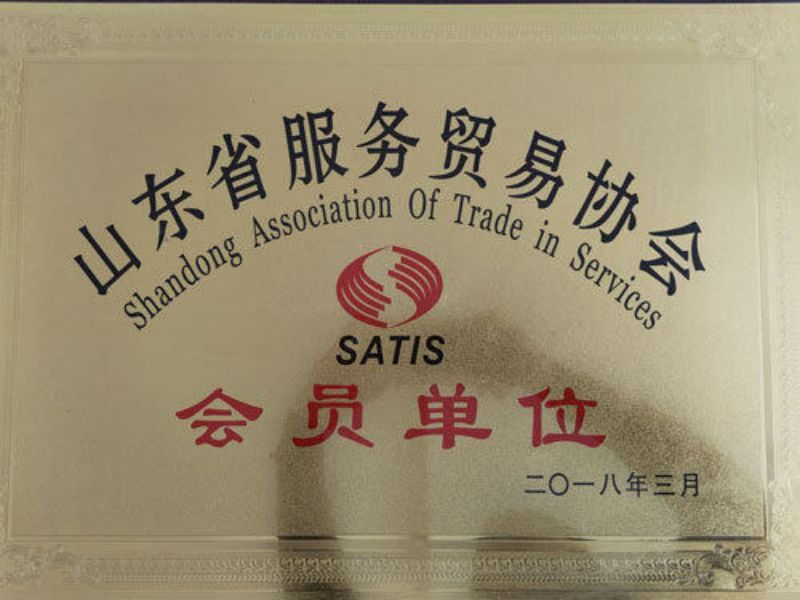 山东省服务贸易协会
Shandong Association Of Trade in Services
SATIS
会员单位
二〇一八年三月